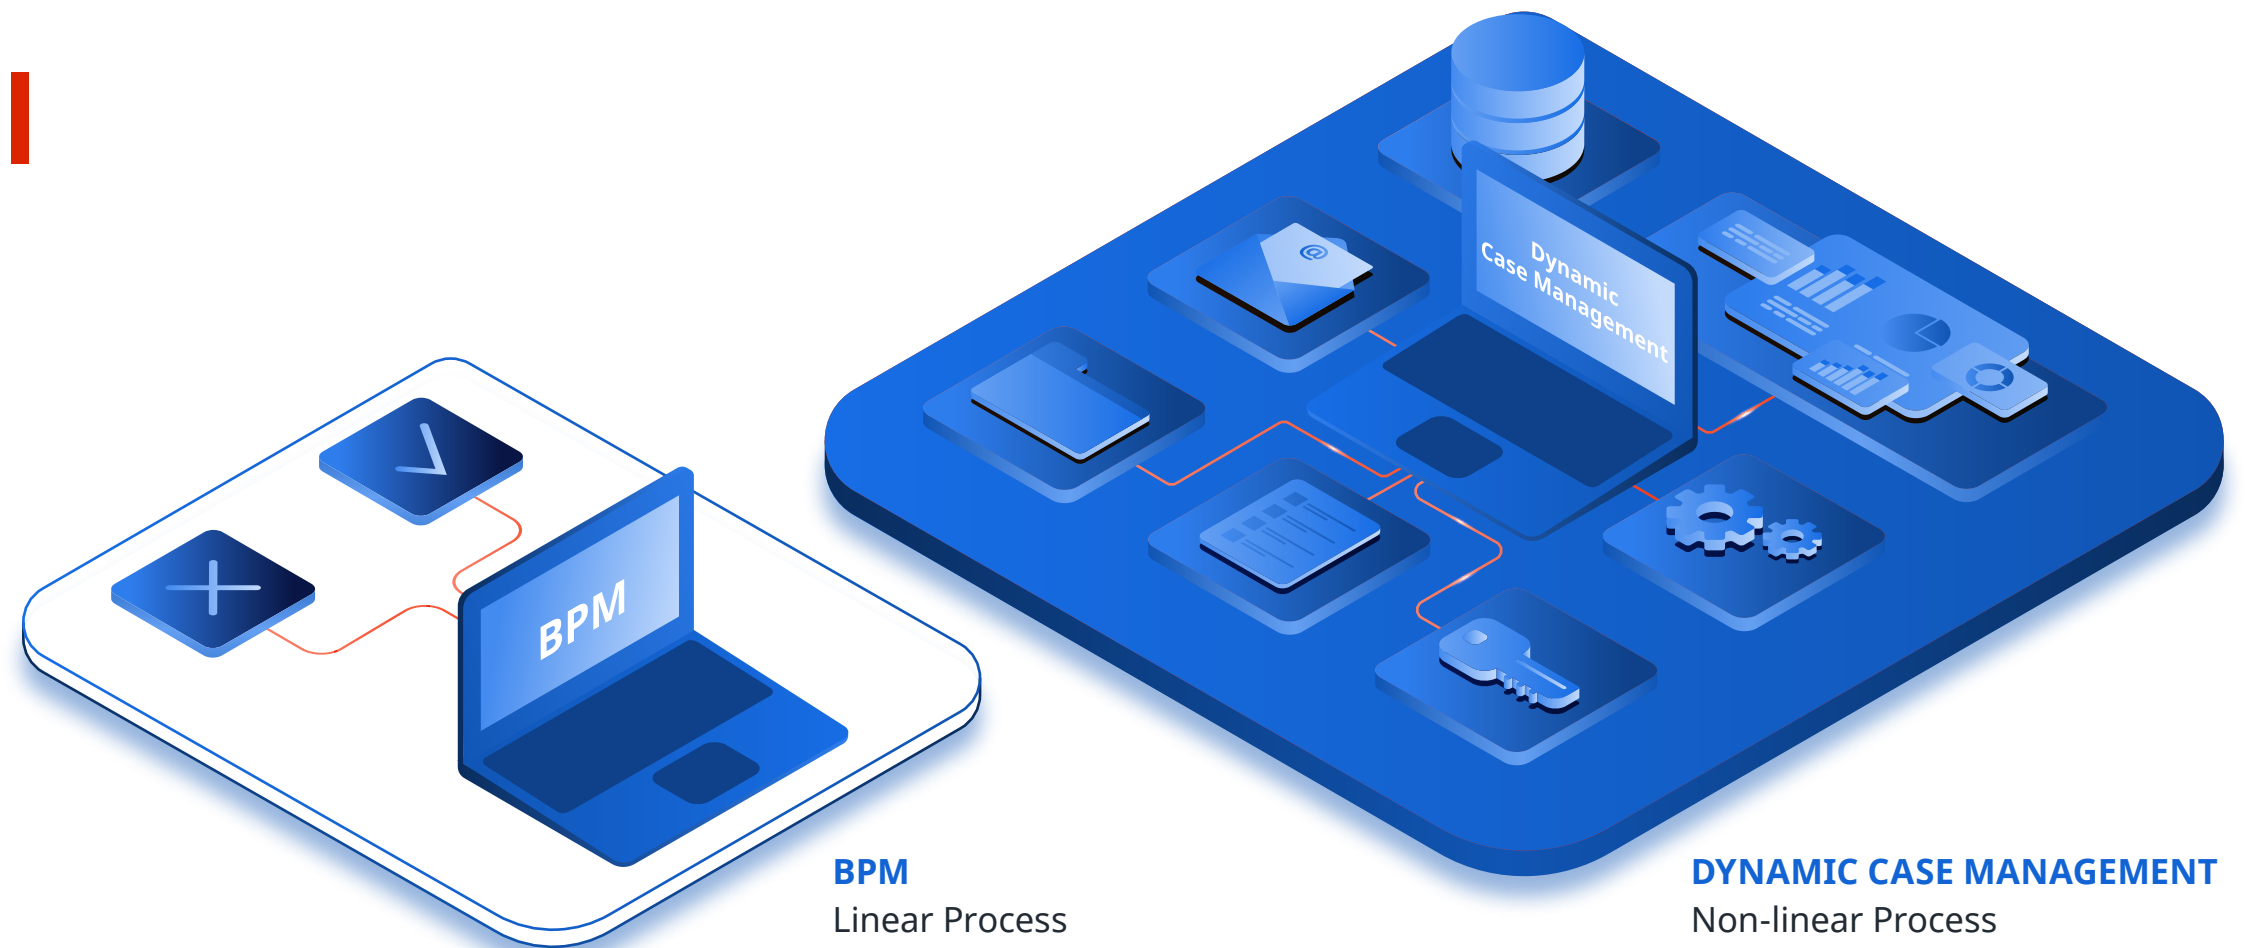 Dynamic
Case Management
@
BPM
BPM
Linear Process
DYNAMIC CASE MANAGEMENT
Non-linear Process